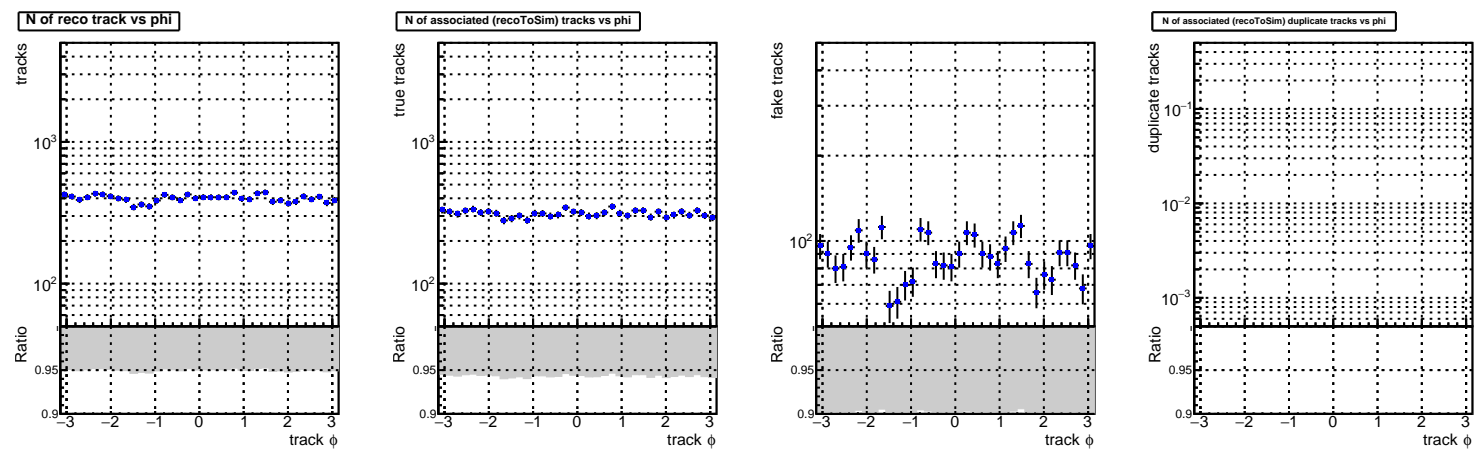 N of reco track vs phi
tracks
10³
10²
Ratio
0.95
0.9
−3 −2 −1 0 1 2 3
track ϕ
N of associated (recoToSim) tracks vs phi
true tracks
10³
10²
Ratio
0.95
0.9
−3 −2 −1 0 1 2 3
track ϕ
fake tracks
10²
Ratio
0.95
0.9
−3 −2 −1 0 1 2 3
track ϕ
N of associated (recoToSim) duplicate tracks vs phi
duplicate tracks
10⁻¹
10⁻²
10⁻³
Ratio
0.95
0.9
−3 −2 −1 0 1 2 3
track ϕ